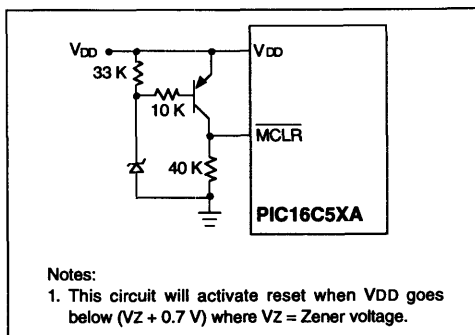 VDD
VDD
33 K
10 K
MCLR
40 K
PIC16C5XA
Notes:
1. This circuit will activate reset when VDD goes
below (VZ + 0.7 V) where VZ = Zener voltage.